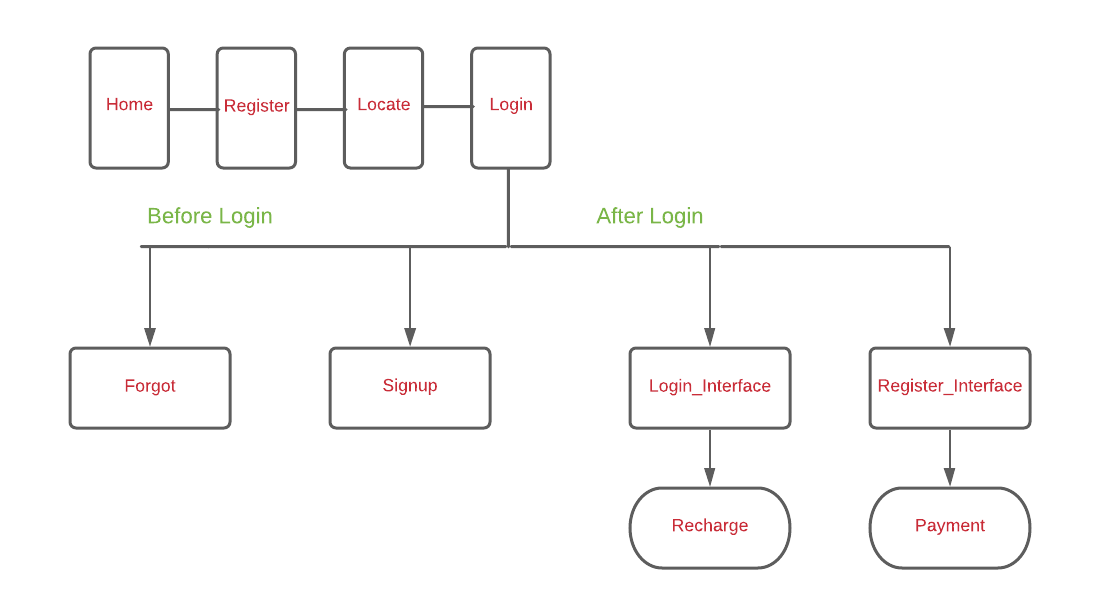 Home
Register
Locate
Login
Before Login
After Login
Forgot
Signup
Login_Interface
Register_Interface
Recharge
Payment